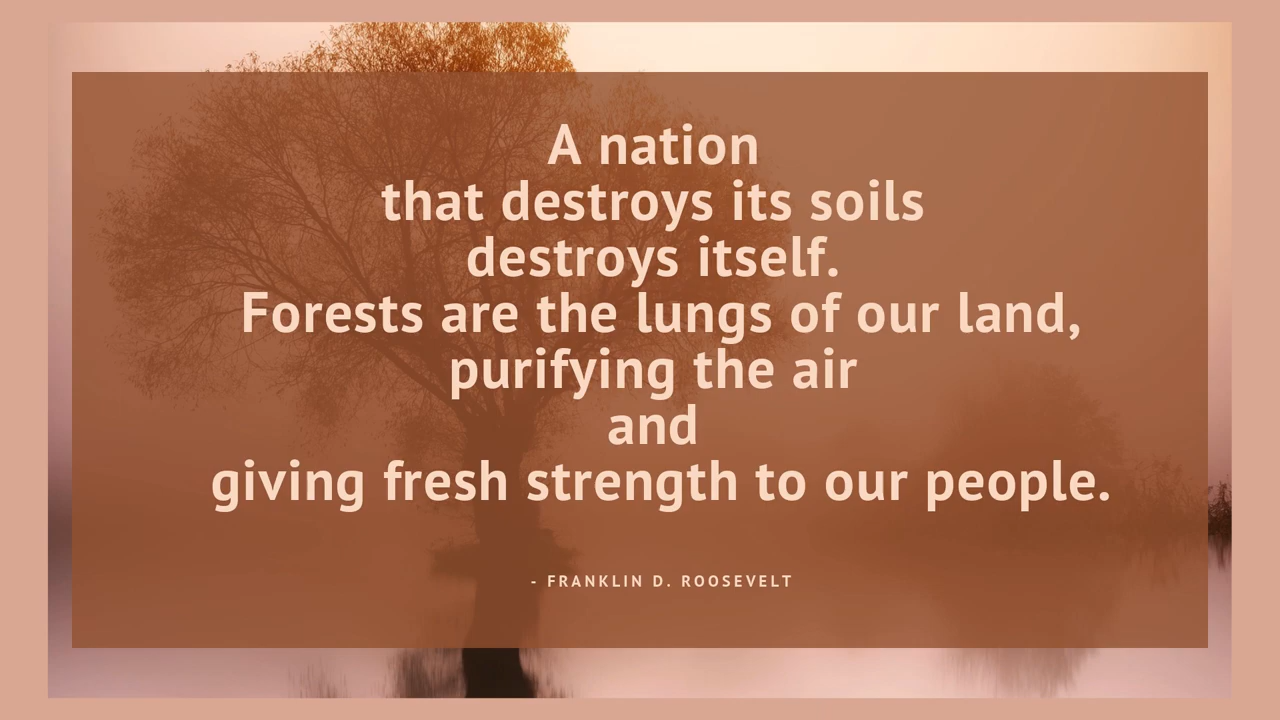 A nation
that destroys its soils
destroys itself.
Forests are the lungs of our land,
purifying the air
and
giving fresh strength to our people.
- FRANKLIN D. ROOSEVELT